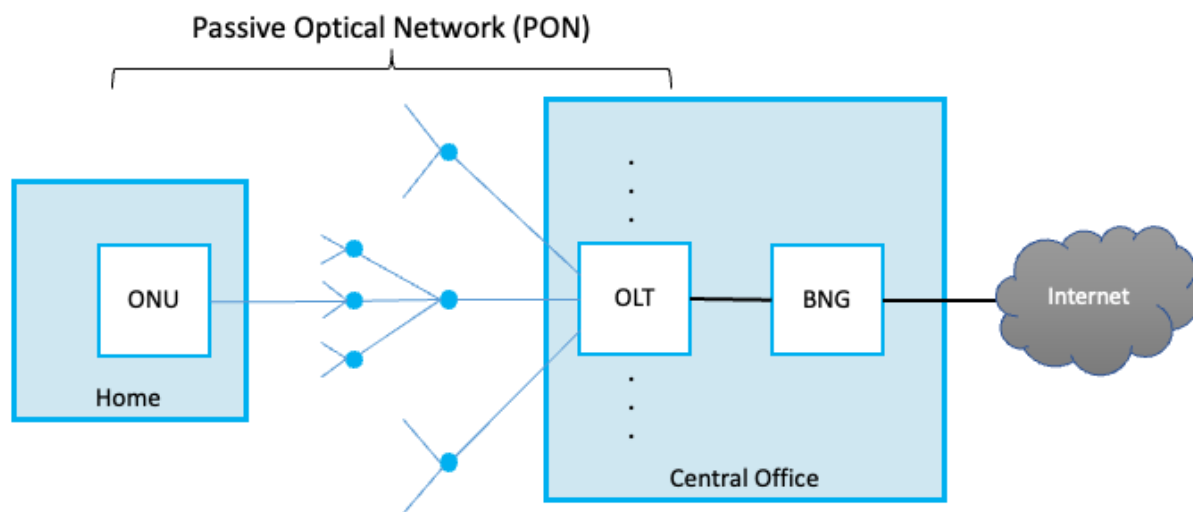 Passive Optical Network (PON)
ONU
OLT
BNG
Internet
Home
Central Office